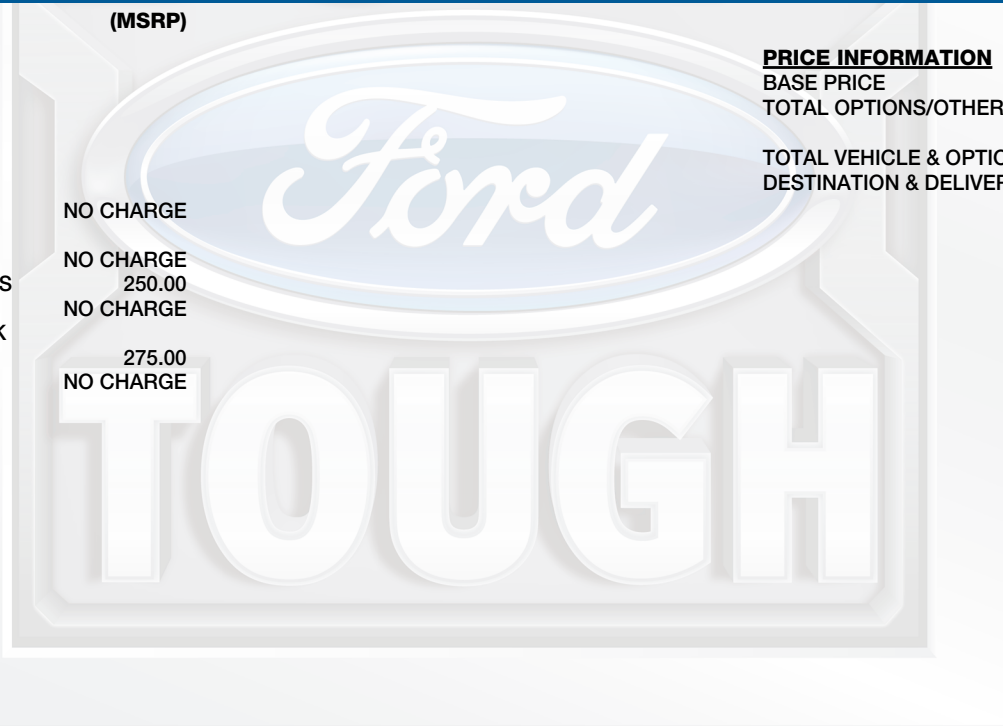 (MSRP)
PRICE INFORMATION
BASE PRICE
TOTAL OPTIONS/OTHER
TOTAL VEHICLE & OPTIO
DESTINATION & DELIVER
NO CHARGE
NO CHARGE
S 250.00
NO CHARGE
K
275.00
NO CHARGE
Ford
TOUGH